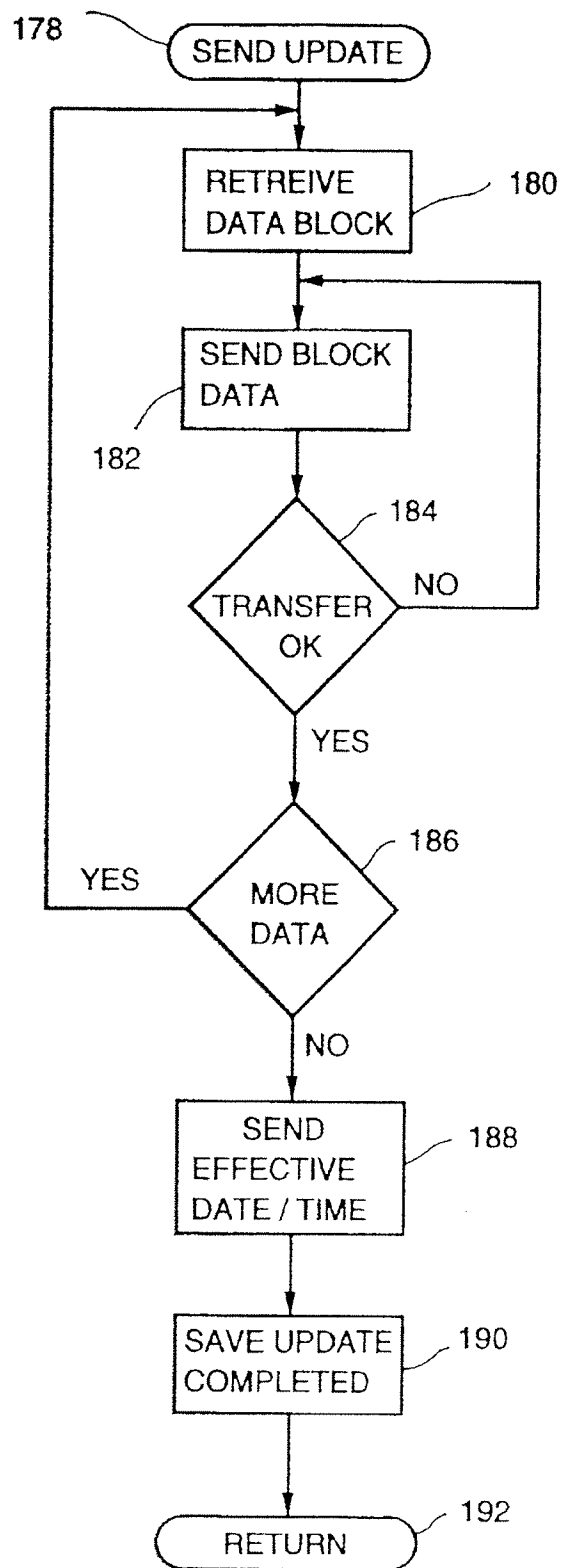 178
SEND UPDATE
RETREIVE
DATA BLOCK
180
SEND BLOCK
DATA
182
184
TRANSFER
OK
NO
YES
186
YES
MORE
DATA
NO
SEND
EFFECTIVE
DATE / TIME
188
SAVE UPDATE
COMPLETED
190
RETURN
192